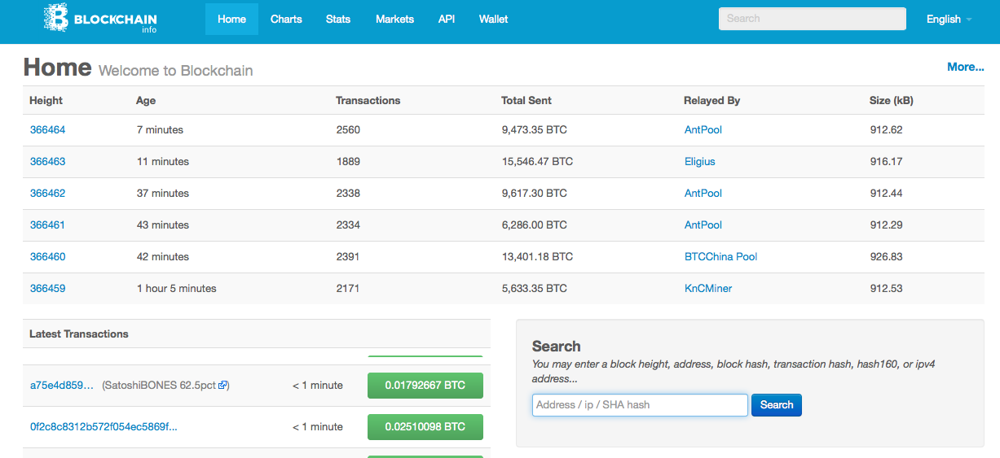 BLOCKCHAIN
info
Home Charts Stats Markets API Wallet Search English
Home Welcome to Blockchain More...
Height Age Transactions Total Sent Relayed By Size (kB)
366464 7 minutes 2560 9,473.35 BTC AntPool 912.62
366463 11 minutes 1889 15,546.47 BTC Eligius 916.17
366462 37 minutes 2338 9,617.30 BTC AntPool 912.44
366461 43 minutes 2334 6,286.00 BTC AntPool 912.29
366460 42 minutes 2391 13,401.18 BTC BTCChina Pool 926.83
366459 1 hour 5 minutes 2171 5,633.35 BTC KnCMiner 912.53
Latest Transactions
a75e4d859... (SatoshiBONES 62.5pct) < 1 minute 0.01792667 BTC
0f2c8c8312b572f054ec5869f... < 1 minute 0.02510098 BTC
Search
You may enter a block height, address, block hash, transaction hash, hash160, or ipv4
address...
Address / ip / SHA hash Search